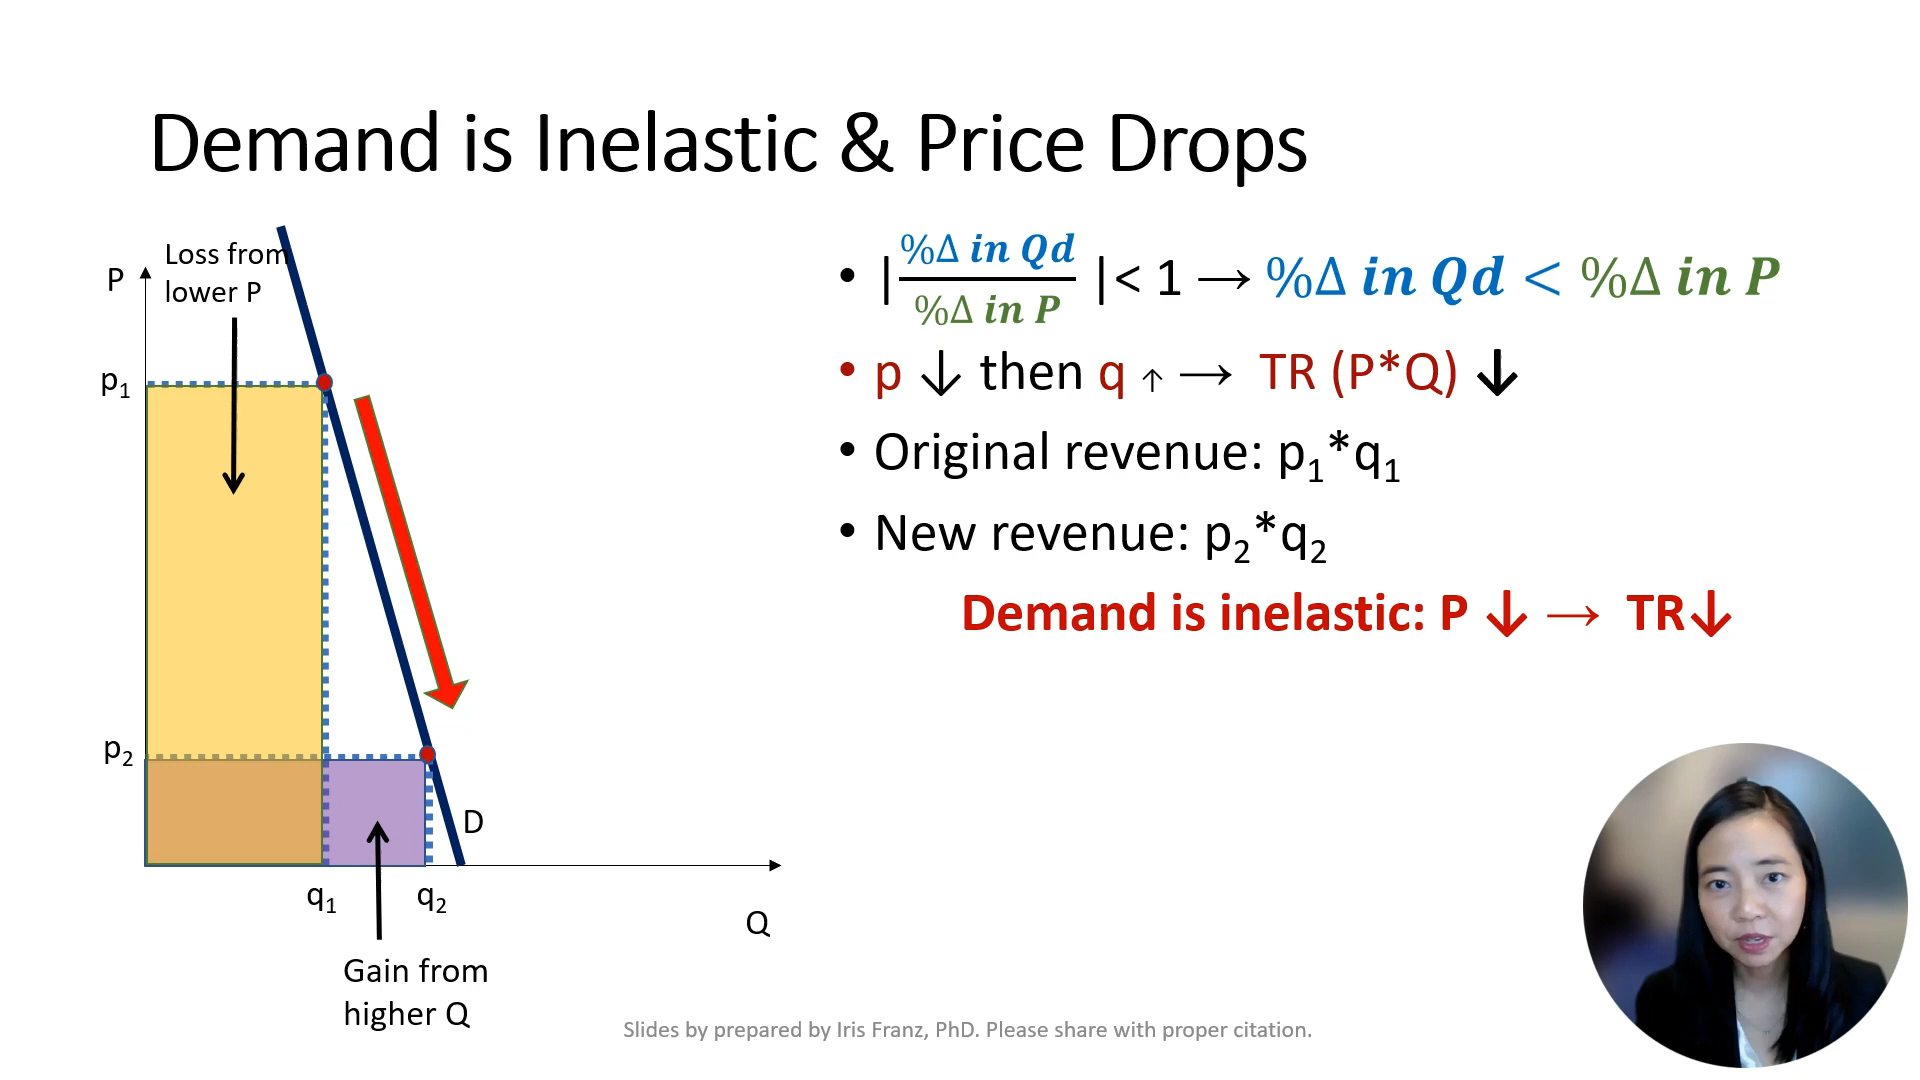 Demand is Inelastic & Price Drops
Loss from
lower P
P
p₁
p₂
D
q₁ q₂
Q
Gain from
higher Q
• |%Δ in Qd / %Δ in P| < 1 → %Δ in Qd < %Δ in P
• p ↓ then q ↑ → TR (P*Q) ↓
• Original revenue: p₁*q₁
• New revenue: p₂*q₂
Demand is inelastic: P ↓ → TR↓
Slides by prepared by Iris Franz, PhD. Please share with proper citation.